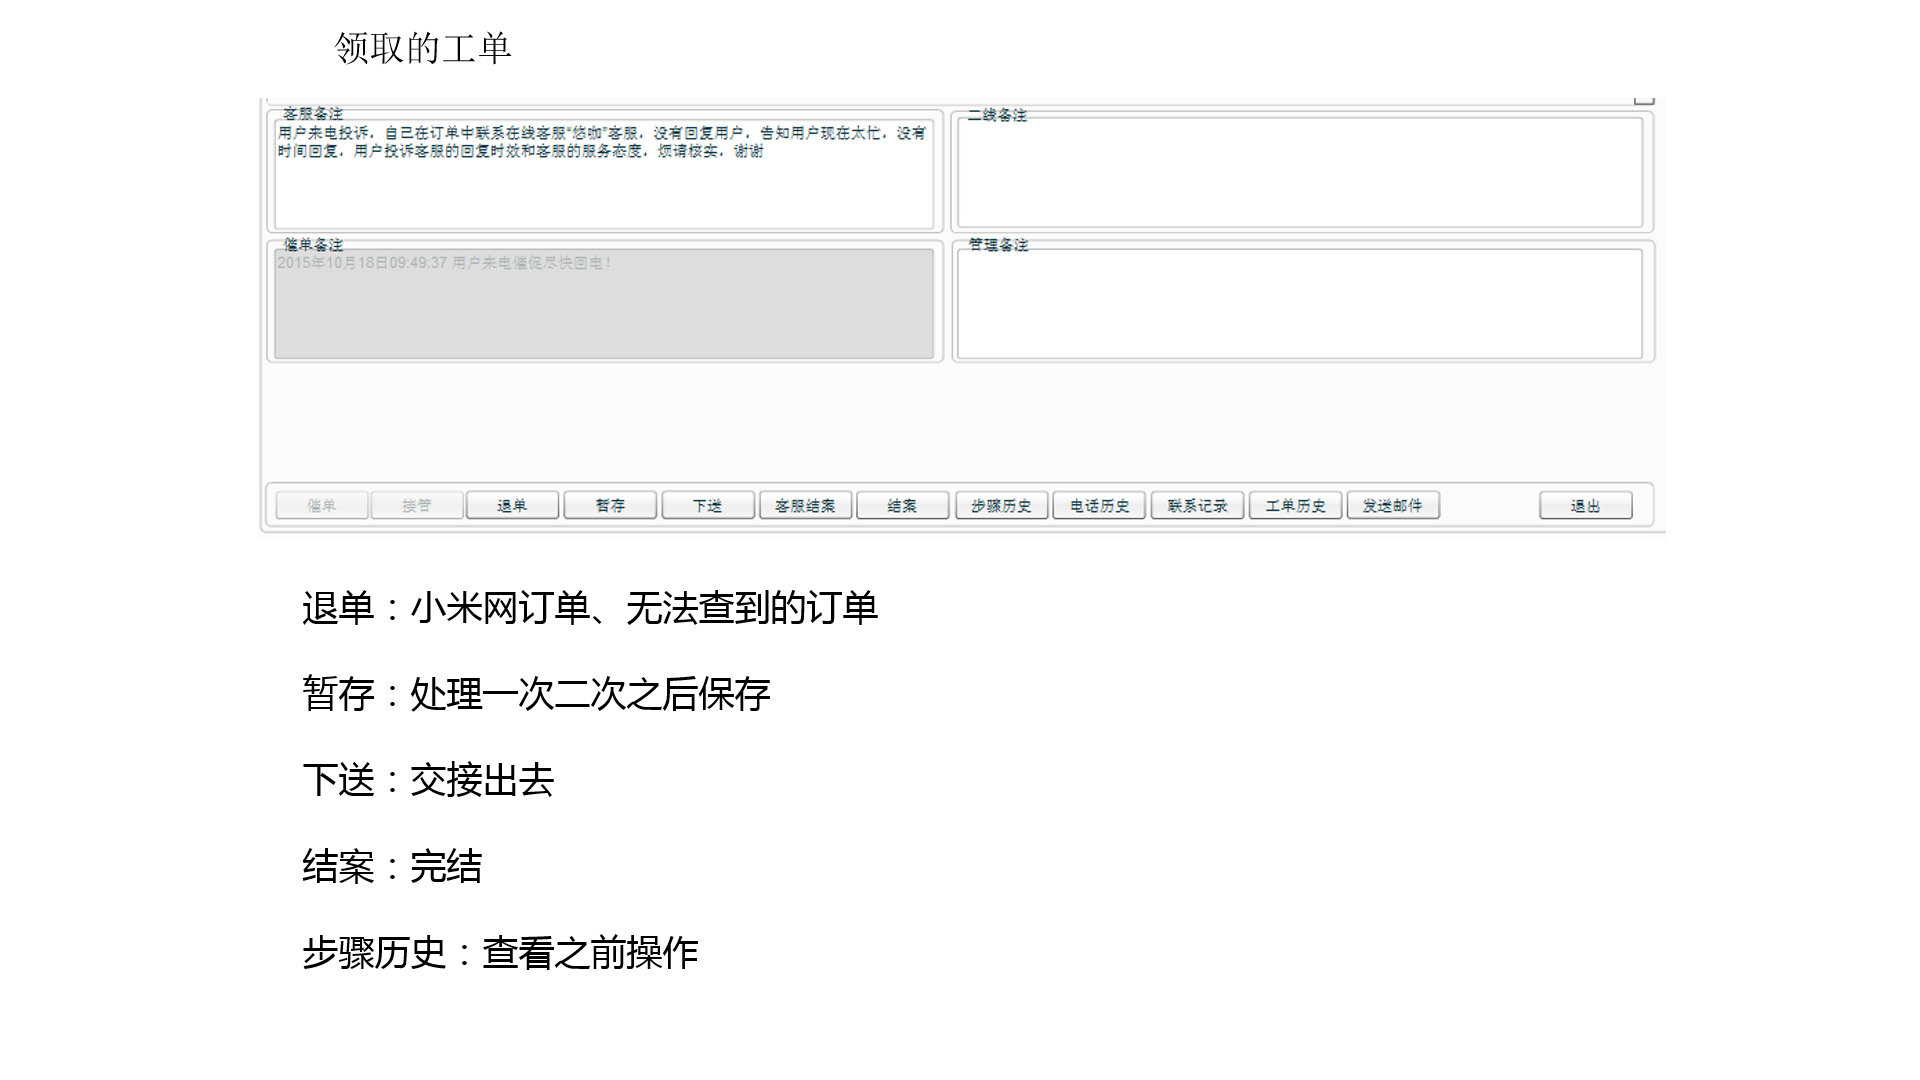 领取的工单
客服备注
用户来电投诉，自己在订单中联系在线客服“悠咖”客服，没有回复用户，告知用户现在太忙，没有
时间回复，用户投诉客服的回复时效和客服的服务态度，烦请核实，谢谢
二线备注
催单备注
2015年10月18日09:49:37 用户来电催促尽快回电！
管理备注
催单 接管 退单 暂存 下送 客服结案 结案 步骤历史 电话历史 联系记录 工单历史 发送邮件 退出
退单：小米网订单、无法查到的订单
暂存：处理一次二次之后保存
下送：交接出去
结案：完结
步骤历史：查看之前操作